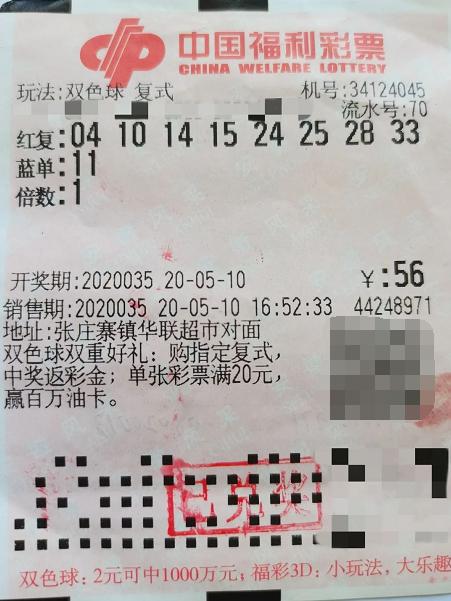 中国福利彩票
CHINA WELFARE LOTTERY
玩法:双色球 复式 机号:34124045
流水号:70
红复:04 10 14 15 24 25 28 33
蓝单:11
倍数:1
开奖期:2020035 20-05-10 ¥:56
销售期:2020035 20-05-10 16:52:33 44248971
地址:张庄寨镇华联超市对面
双色球双重好礼:购指定复式,
中奖返彩金;单张彩票满20元,
赢百万油卡。
已兑奖
双色球:2元可中1000万元,福彩3D:小玩法,大乐趣